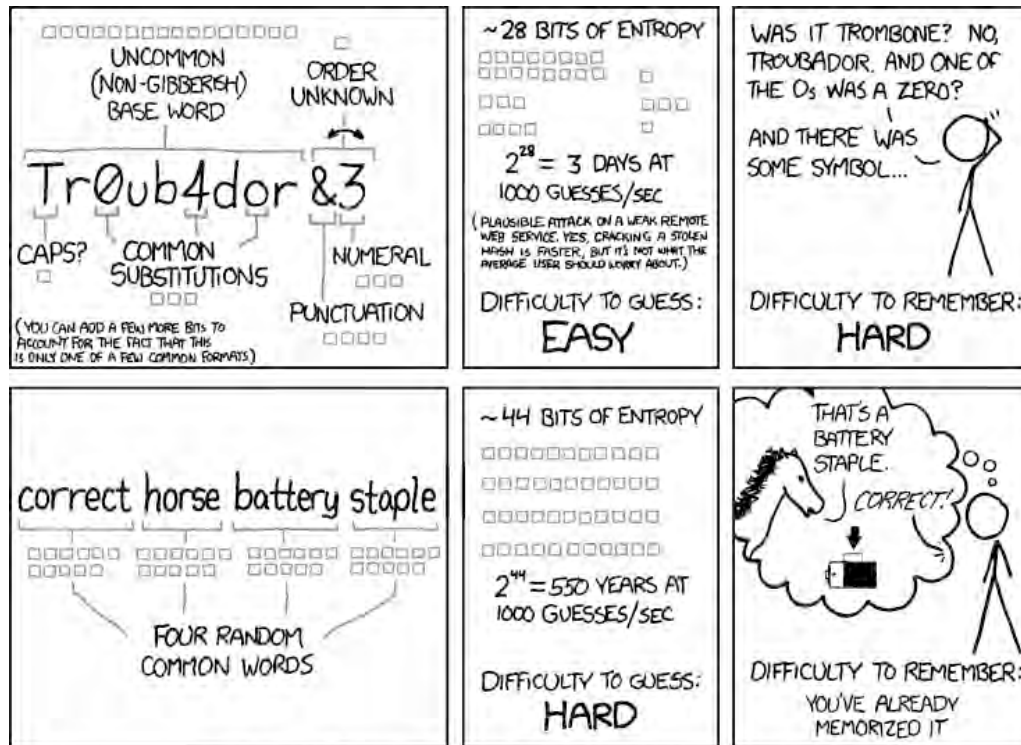 UNCOMMON
(NON-GIBBERISH)
BASE WORD
ORDER
UNKNOWN
Tr0ub4dor &3
CAPS?
COMMON
SUBSTITUTIONS
NUMERAL
PUNCTUATION
(YOU CAN ADD A FEW MORE BITS TO
ACCOUNT FOR THE FACT THAT THIS
IS ONLY ONE OF A FEW COMMON FORMATS.)
~28 BITS OF ENTROPY
2^28 = 3 DAYS AT
1000 GUESSES/SEC
(PLAUSIBLE ATTACK ON A WEAK REMOTE
WEB SERVICE. YES, CRACKING A STOLEN
HASH IS FASTER, BUT IT'S NOT WHAT THE
AVERAGE USER SHOULD WORRY ABOUT.)
DIFFICULTY TO GUESS:
EASY
WAS IT TROMBONE? NO,
TROUBADOR. AND ONE OF
THE Os WAS A ZERO?
AND THERE WAS
SOME SYMBOL...
DIFFICULTY TO REMEMBER:
HARD
correct horse battery staple
FOUR RANDOM
COMMON WORDS
~44 BITS OF ENTROPY
2^44 = 550 YEARS AT
1000 GUESSES/SEC
DIFFICULTY TO GUESS:
HARD
THAT'S A
BATTERY
STAPLE.
CORRECT!
DIFFICULTY TO REMEMBER:
YOU'VE ALREADY
MEMORIZED IT